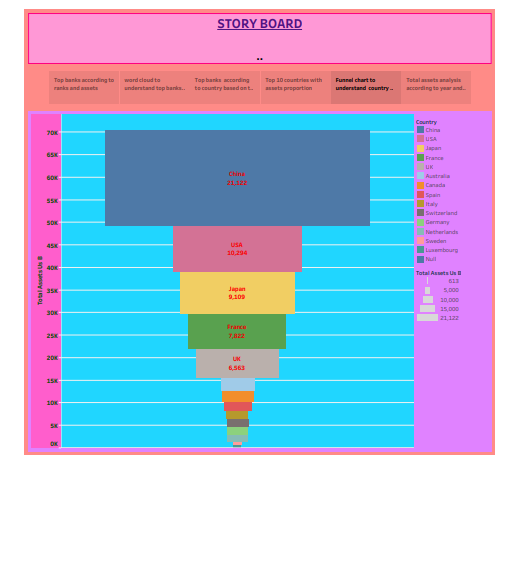 STORY BOARD
..
Top banks according to
ranks and assets
word cloud to
understand top banks..
Top banks according
to country based on t..
Top 10 countries with
assets proportion
Funnel chart to
understand country ..
Total assets analysis
according to year and..
Total Assets Us B
70K
65K
60K
55K
50K
45K
40K
35K
30K
25K
20K
15K
10K
5K
0K
China
21,122
USA
10,294
Japan
9,109
France
7,822
UK
6,563
Country
China
USA
Japan
France
UK
Australia
Canada
Spain
Italy
Switzerland
Germany
Netherlands
Sweden
Luxembourg
Null
Total Assets Us B
613
5,000
10,000
15,000
21,122